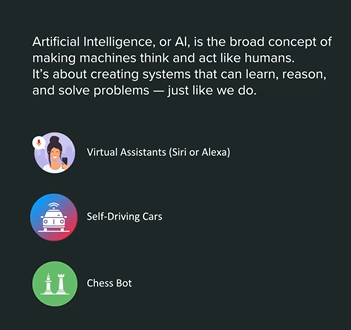 Artificial Intelligence, or AI, is the broad concept of
making machines think and act like humans.
It's about creating systems that can learn, reason,
and solve problems — just like we do.
Virtual Assistants (Siri or Alexa)
Self-Driving Cars
Chess Bot